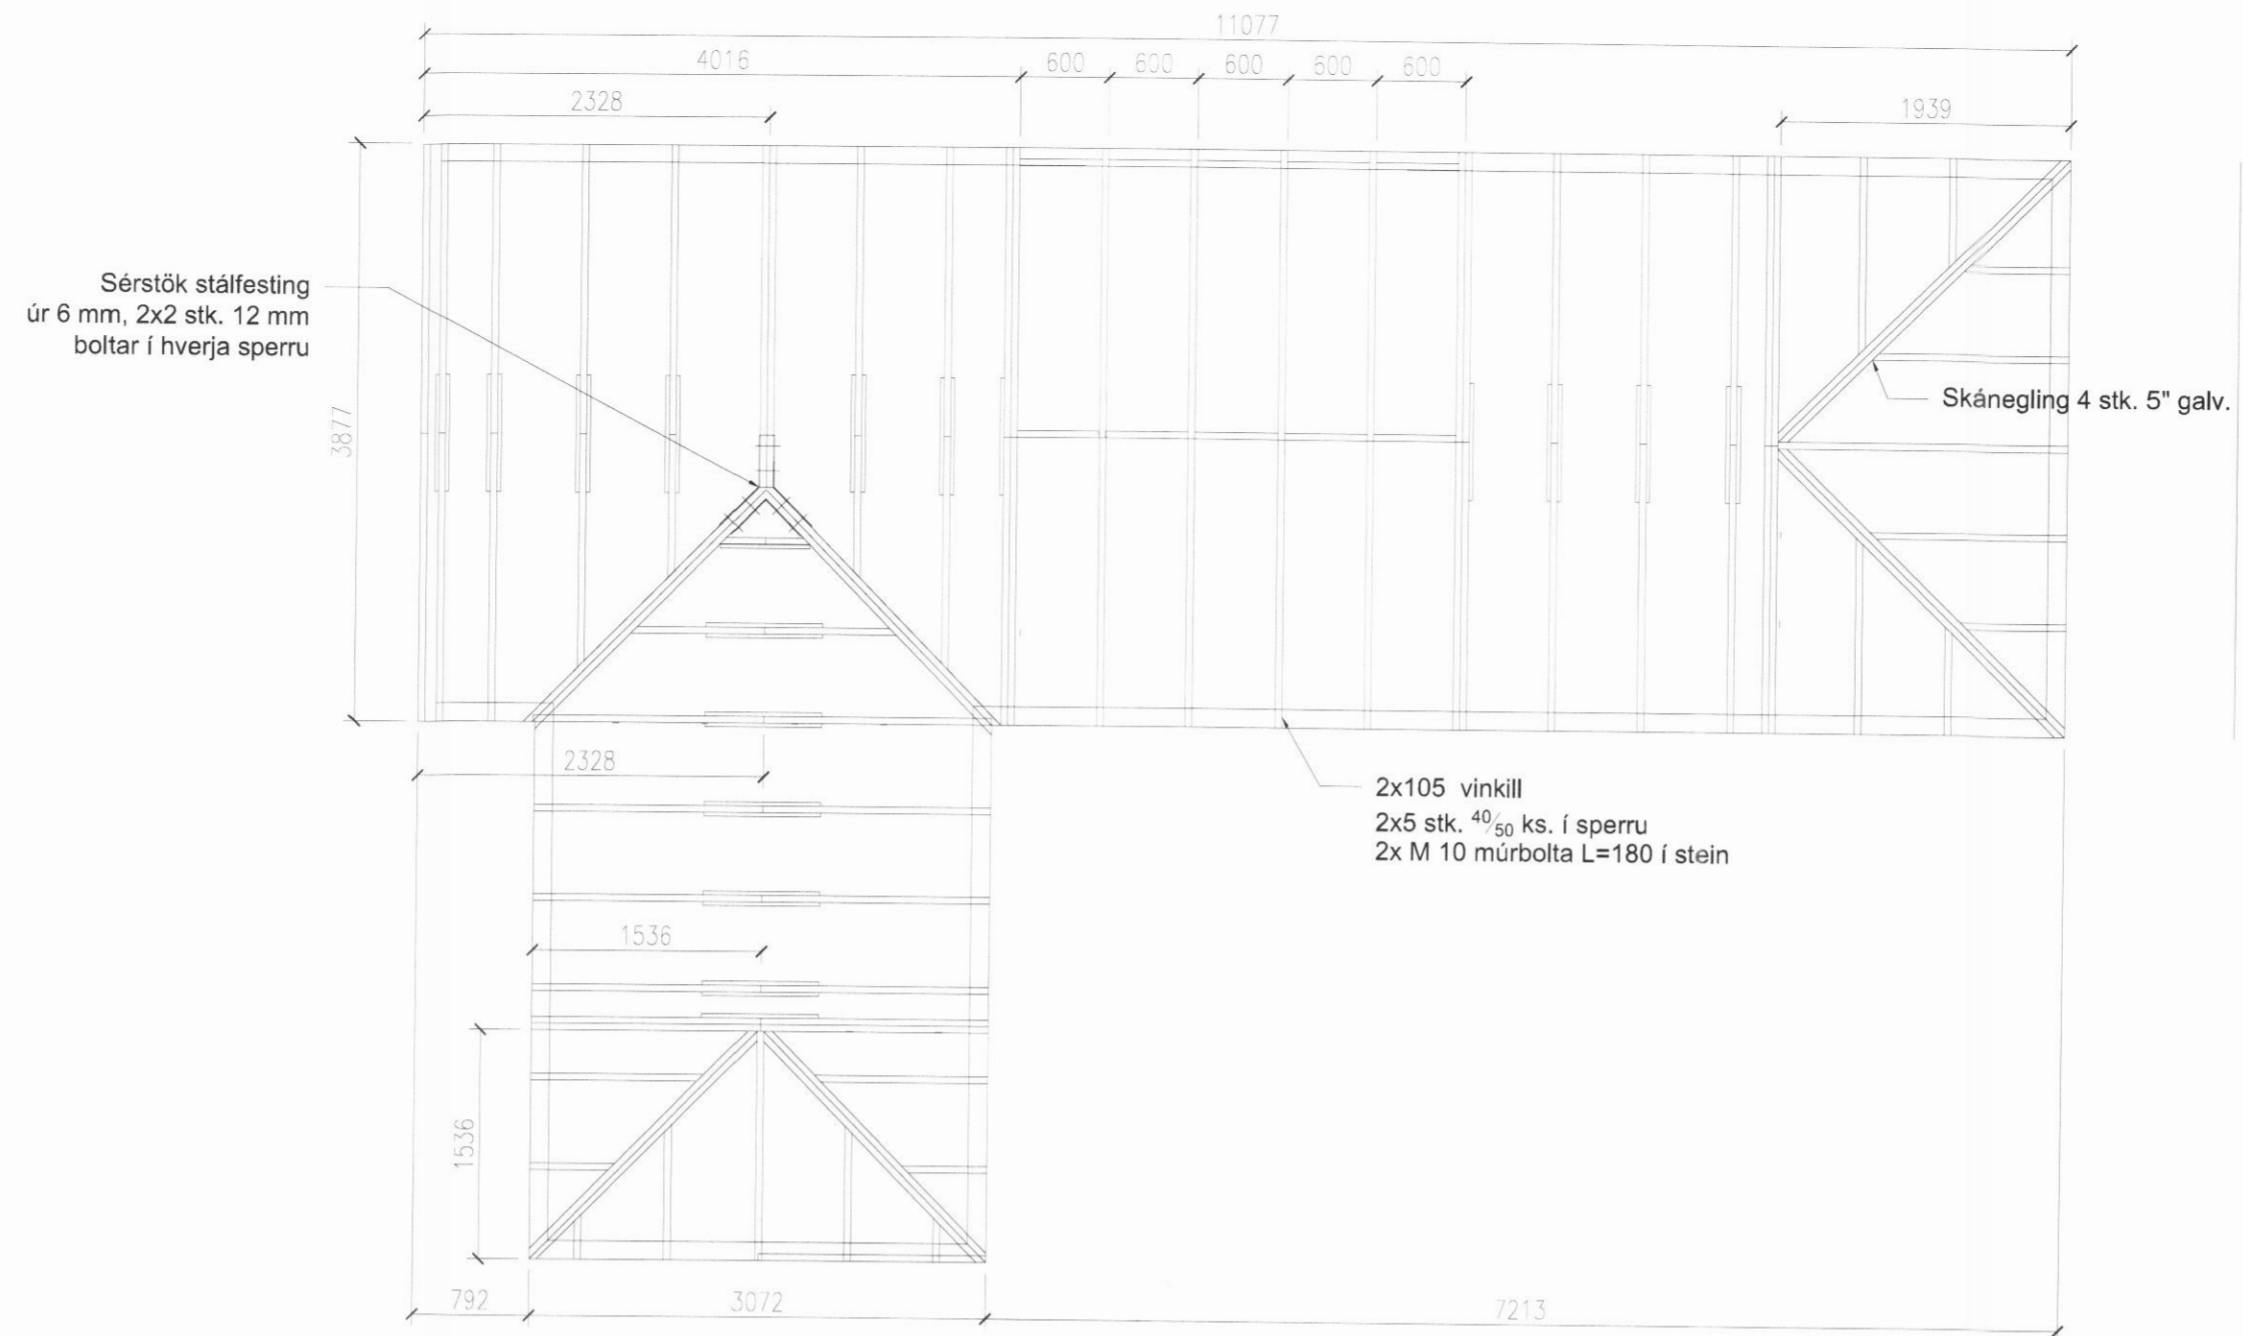 11077
4016
600
600
600
600
600
2328
1939
3877
Sérstök stálfesting
úr 6 mm, 2x2 stk. 12 mm
boltar í hverja sperru
Skánegling 4 stk. 5" galv.
2328
2x105 vinkill
2x5 stk. 40/50 ks. í sperru
2x M 10 múrbolta L=180 í stein
1536
1536
792
3072
7213